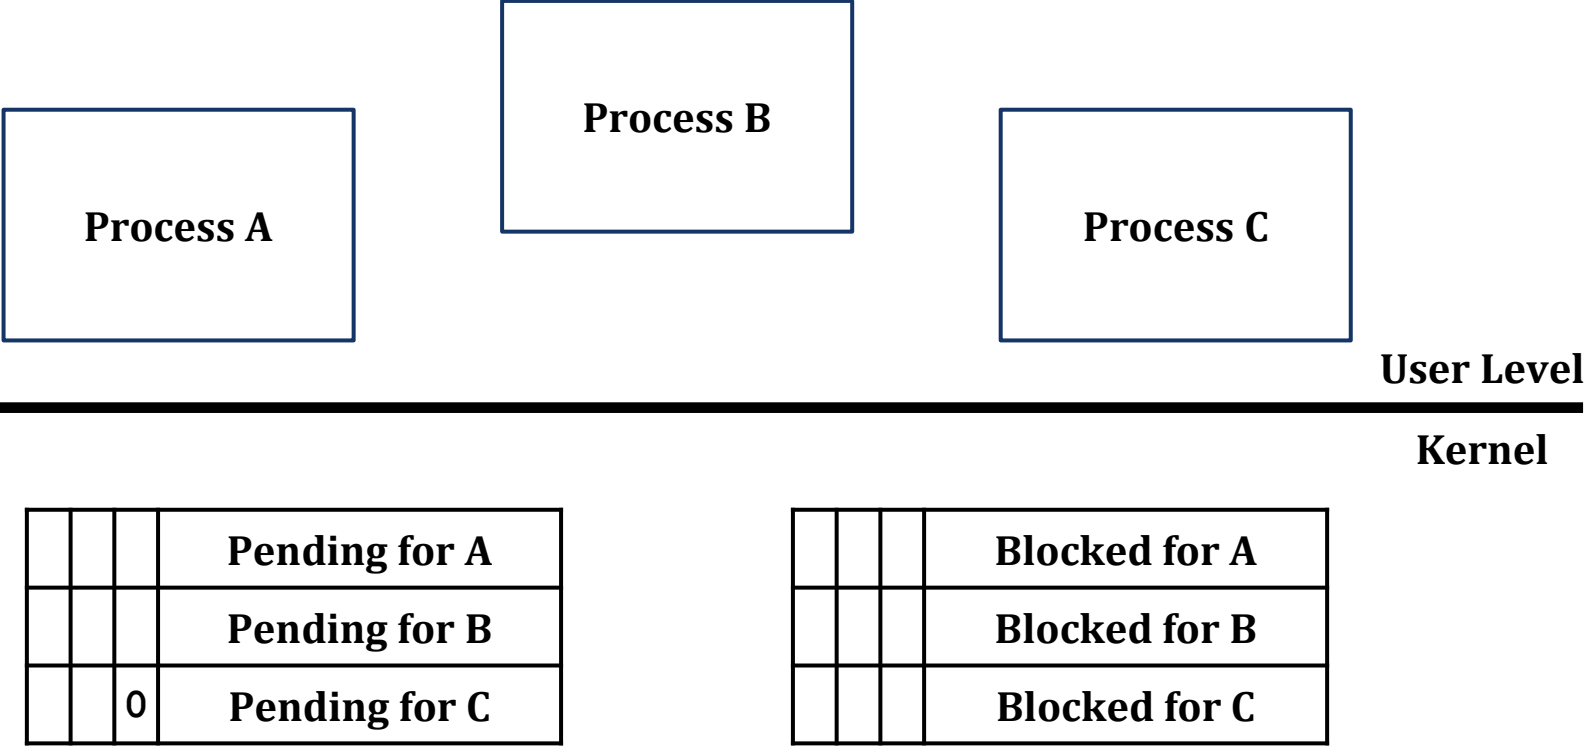 Process B
Process A
Process C
User Level
Kernel
Pending for A
Blocked for A
Pending for B
Blocked for B
0 Pending for C
Blocked for C